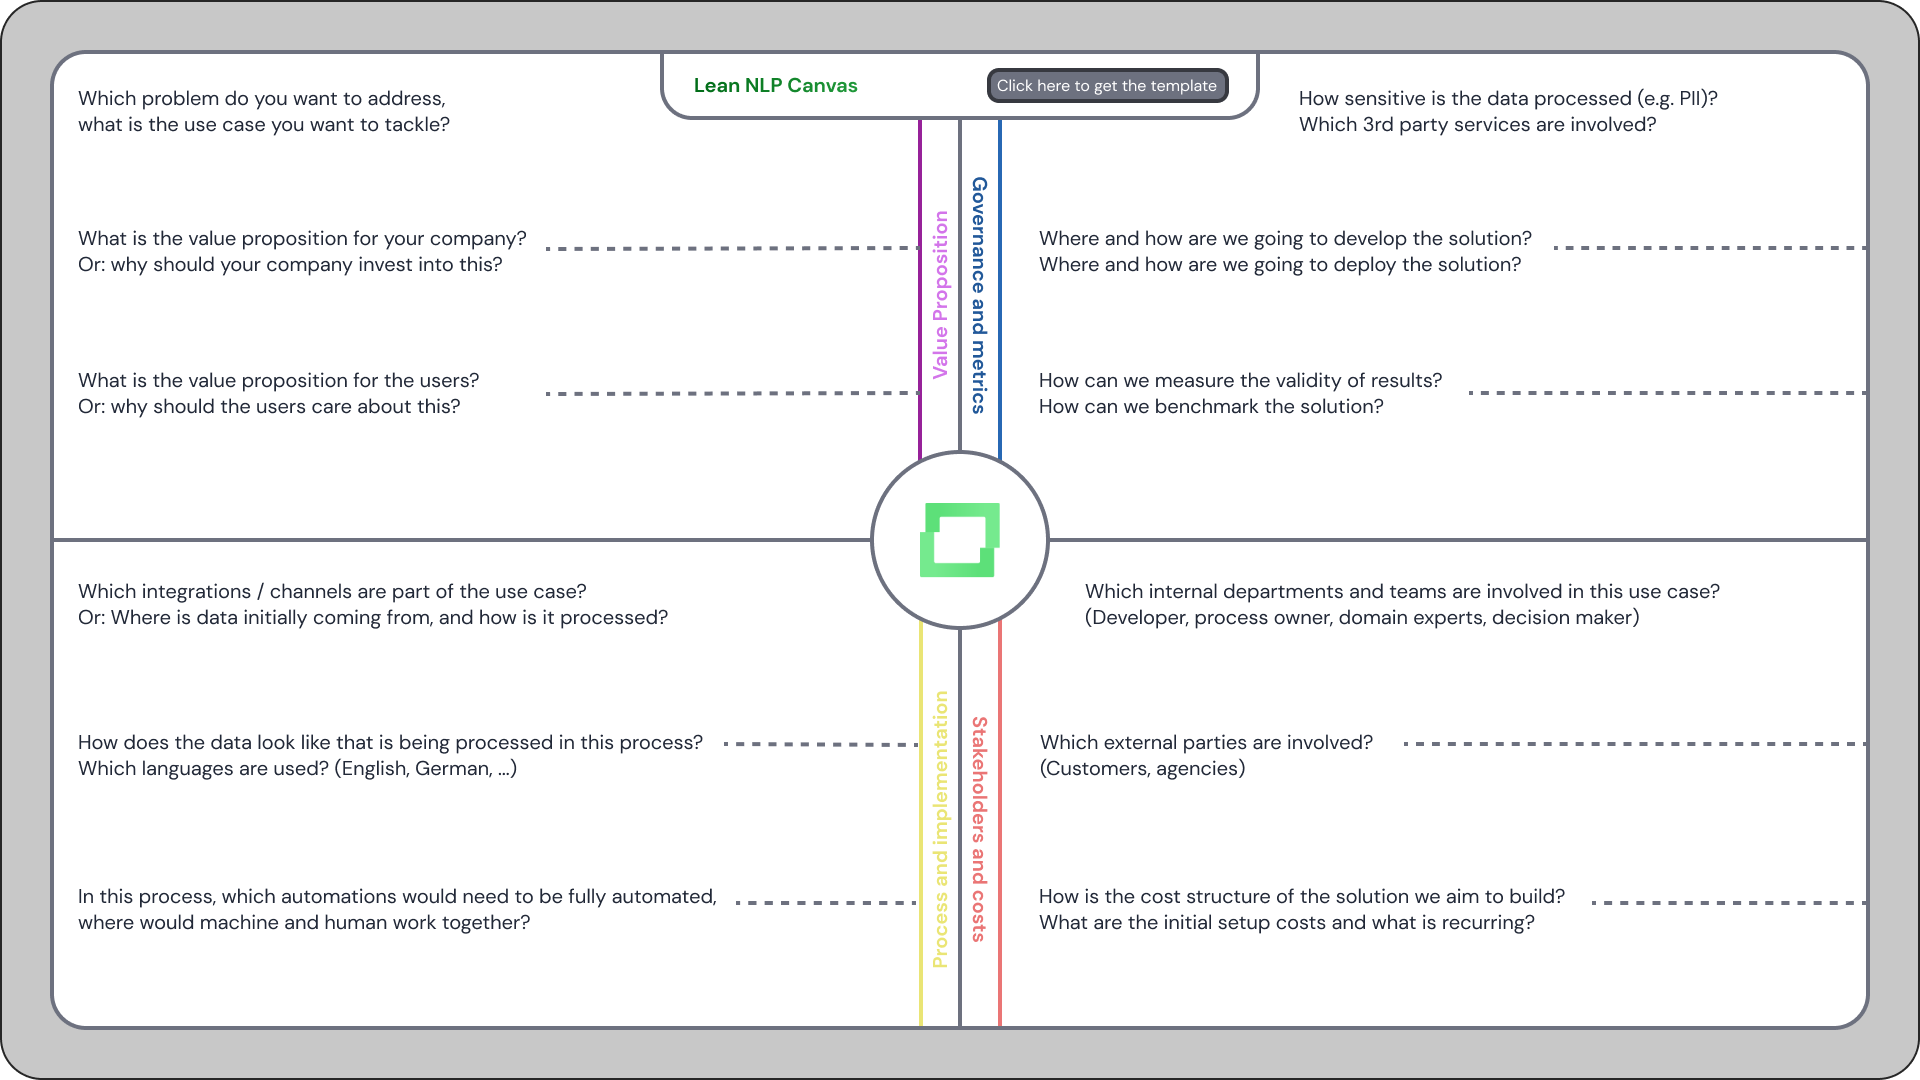 Lean NLP Canvas
Click here to get the template
Which problem do you want to address,
what is the use case you want to tackle?
What is the value proposition for your company?
Or: why should your company invest into this?
What is the value proposition for the users?
Or: why should the users care about this?
Value Proposition
Governance and metrics
How sensitive is the data processed (e.g. PII)?
Which 3rd party services are involved?
Where and how are we going to develop the solution?
Where and how are we going to deploy the solution?
How can we measure the validity of results?
How can we benchmark the solution?
Which integrations / channels are part of the use case?
Or: Where is data initially coming from, and how is it processed?
How does the data look like that is being processed in this process?
Which languages are used? (English, German, ...)
In this process, which automations would need to be fully automated,
where would machine and human work together?
Process and implementation
Stakeholders and costs
Which internal departments and teams are involved in this use case?
(Developer, process owner, domain experts, decision maker)
Which external parties are involved?
(Customers, agencies)
How is the cost structure of the solution we aim to build?
What are the initial setup costs and what is recurring?